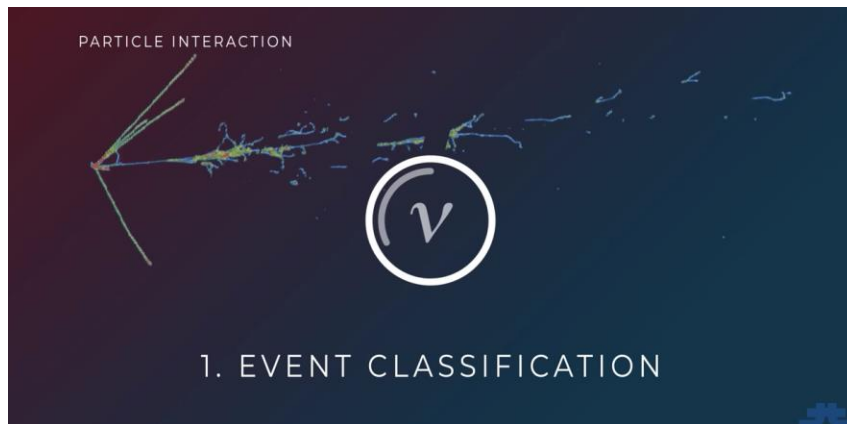 PARTICLE INTERACTION
ν
1. EVENT CLASSIFICATION